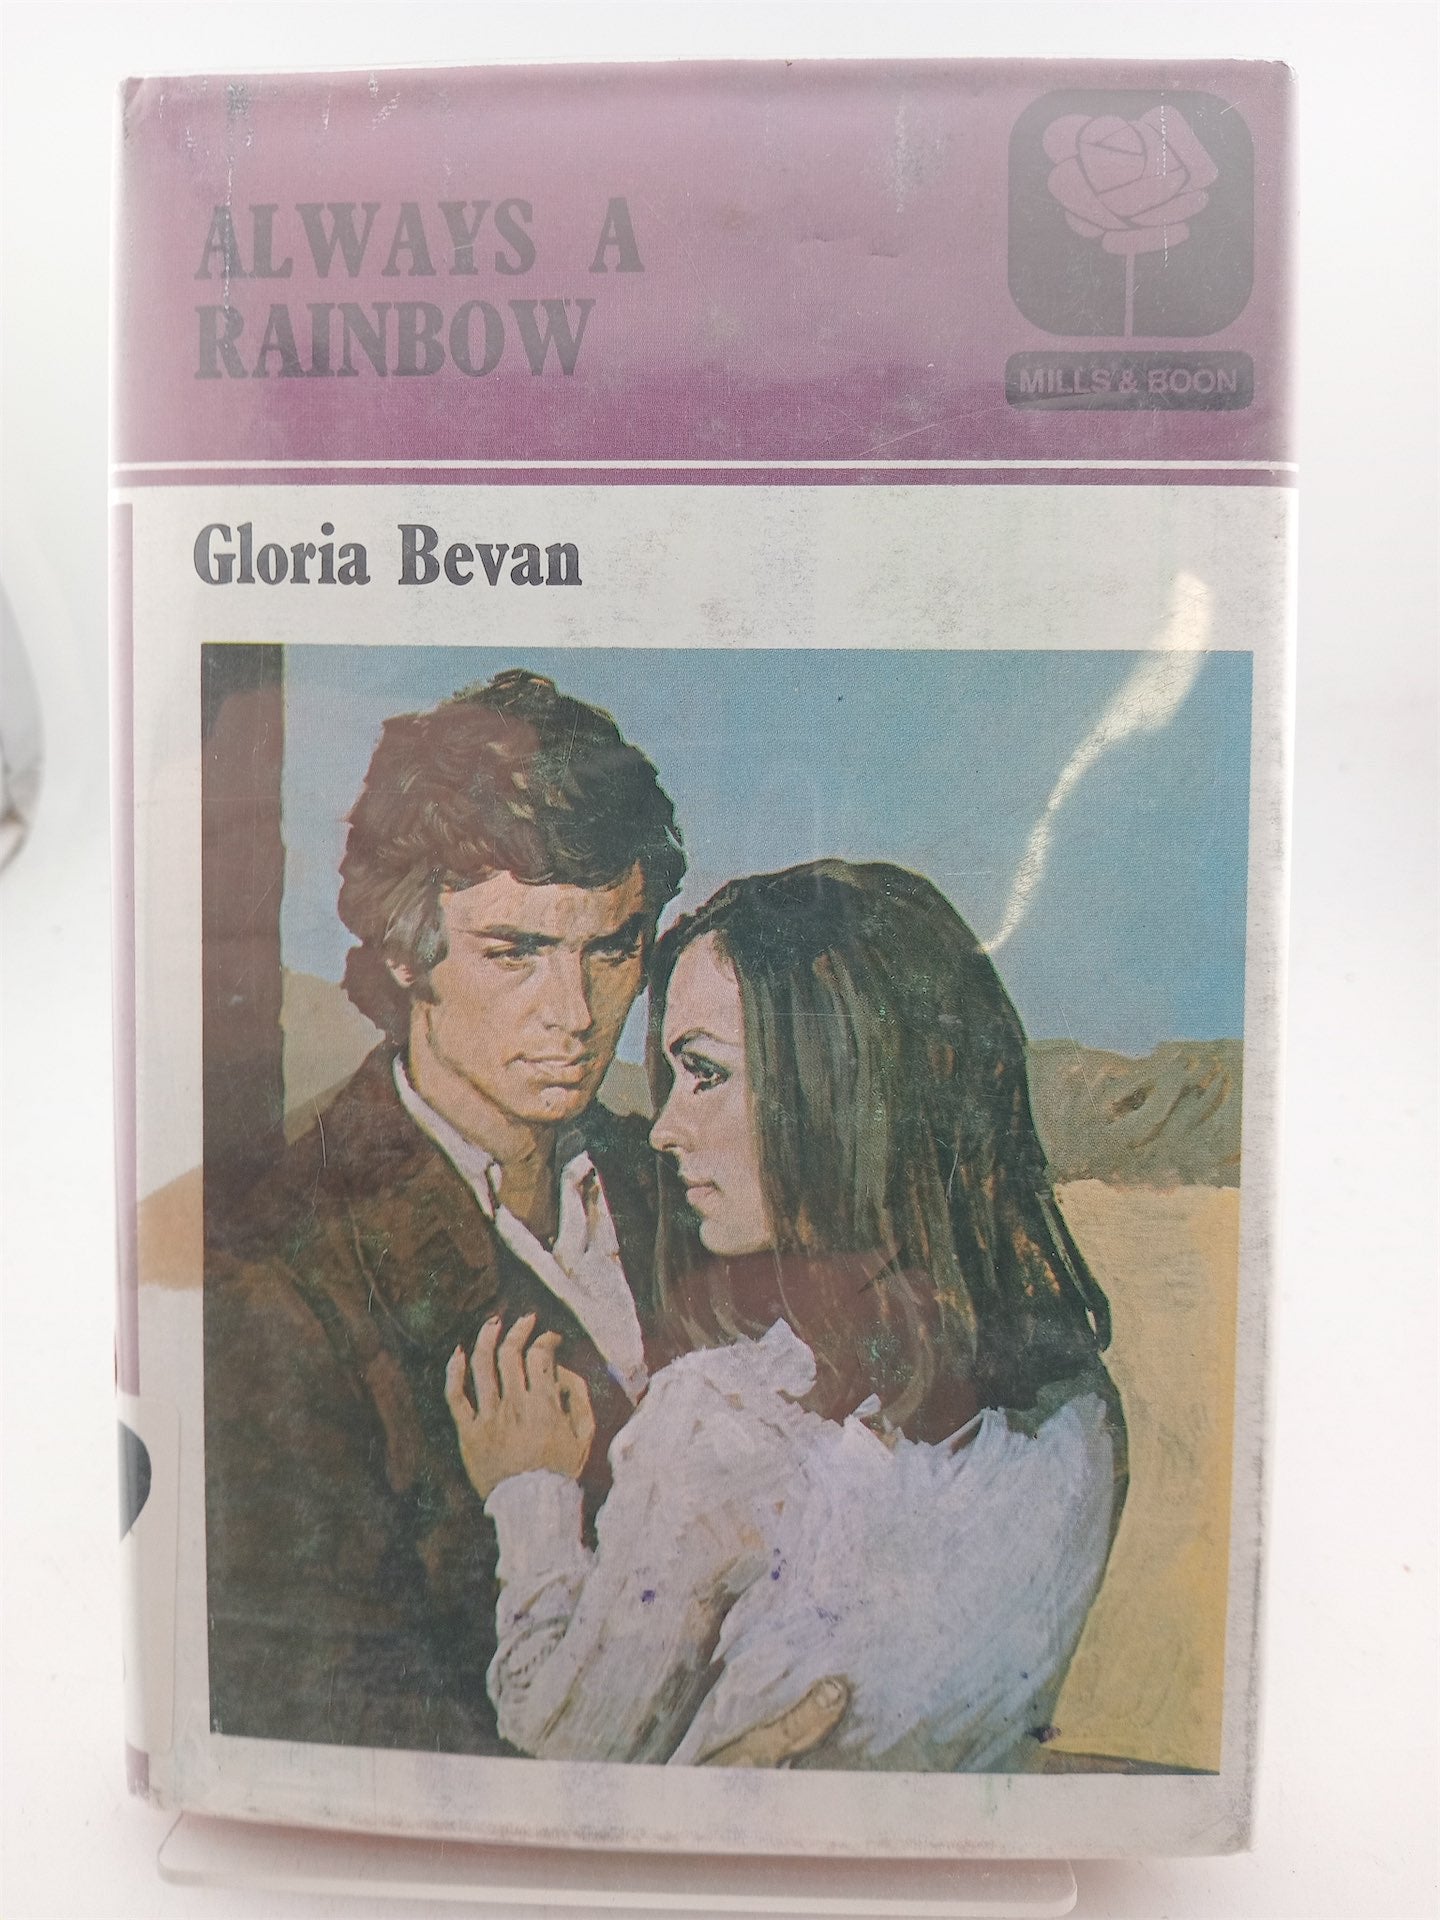 ALWAYS A
RAINBOW
MILLS & BOON
Gloria Bevan